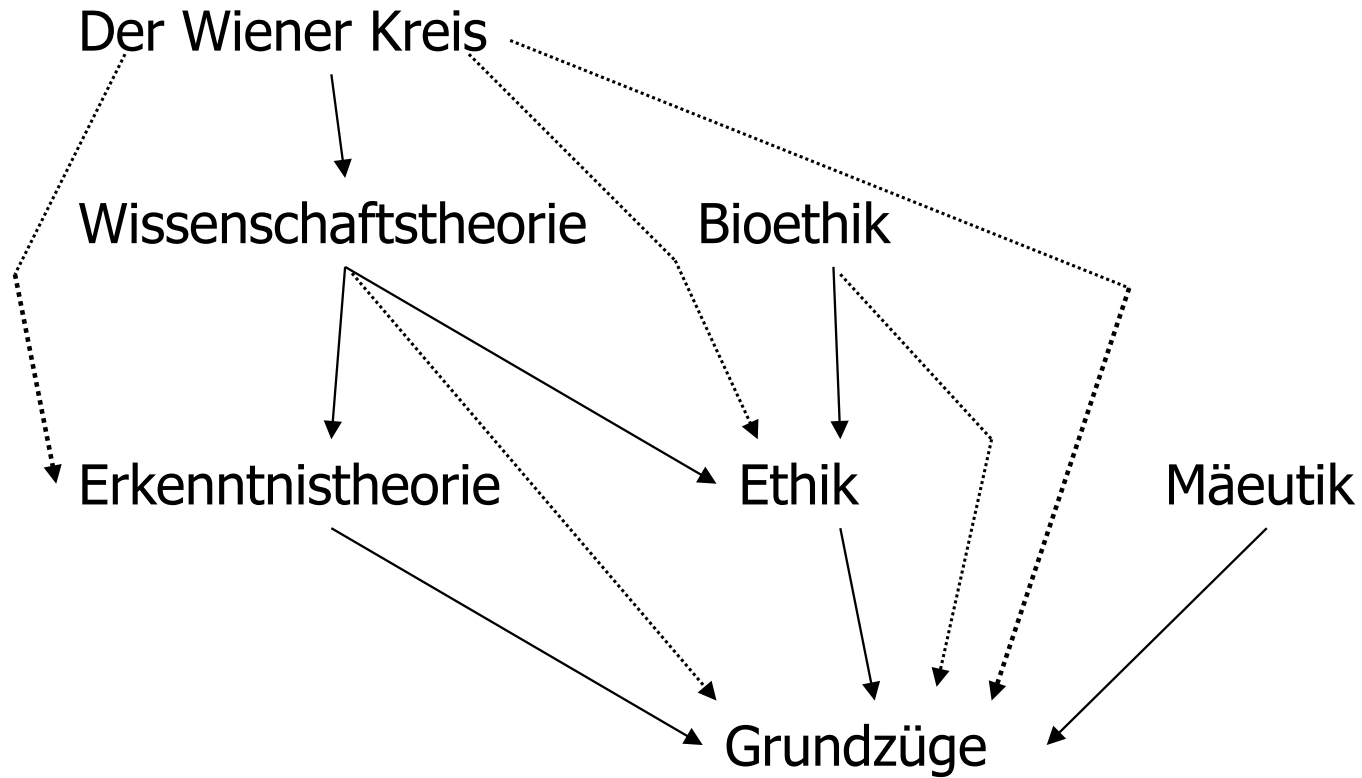 Der Wiener Kreis
Wissenschaftstheorie
Bioethik
Erkenntnistheorie
Ethik
Mäeutik
Grundzüge